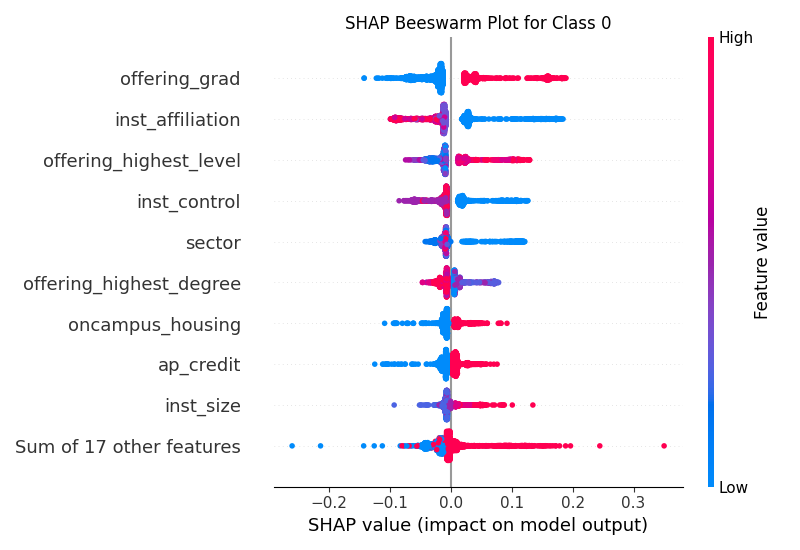 SHAP Beeswarm Plot for Class 0
High
offering_grad
inst_affiliation
offering_highest_level
inst_control
sector
offering_highest_degree
oncampus_housing
ap_credit
inst_size
Sum of 17 other features
Feature value
Low
−0.2 −0.1 0.0 0.1 0.2 0.3
SHAP value (impact on model output)